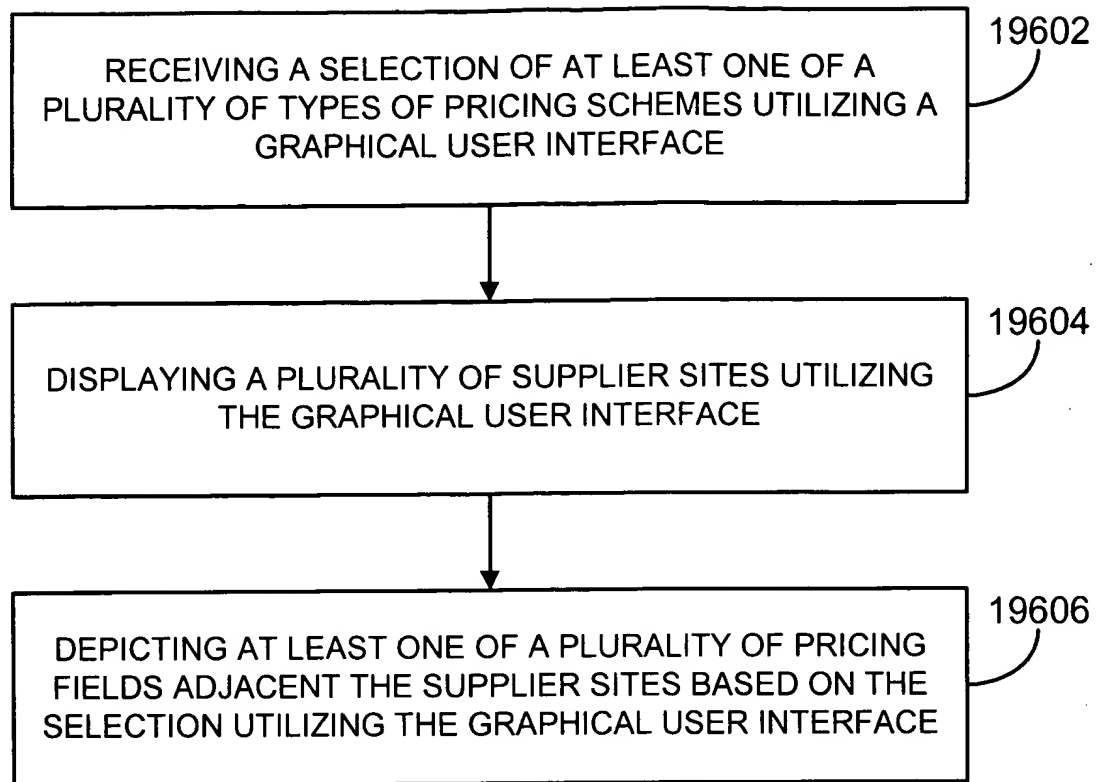 19602
RECEIVING A SELECTION OF AT LEAST ONE OF A
PLURALITY OF TYPES OF PRICING SCHEMES UTILIZING A
GRAPHICAL USER INTERFACE
19604
DISPLAYING A PLURALITY OF SUPPLIER SITES UTILIZING
THE GRAPHICAL USER INTERFACE
19606
DEPICTING AT LEAST ONE OF A PLURALITY OF PRICING
FIELDS ADJACENT THE SUPPLIER SITES BASED ON THE
SELECTION UTILIZING THE GRAPHICAL USER INTERFACE